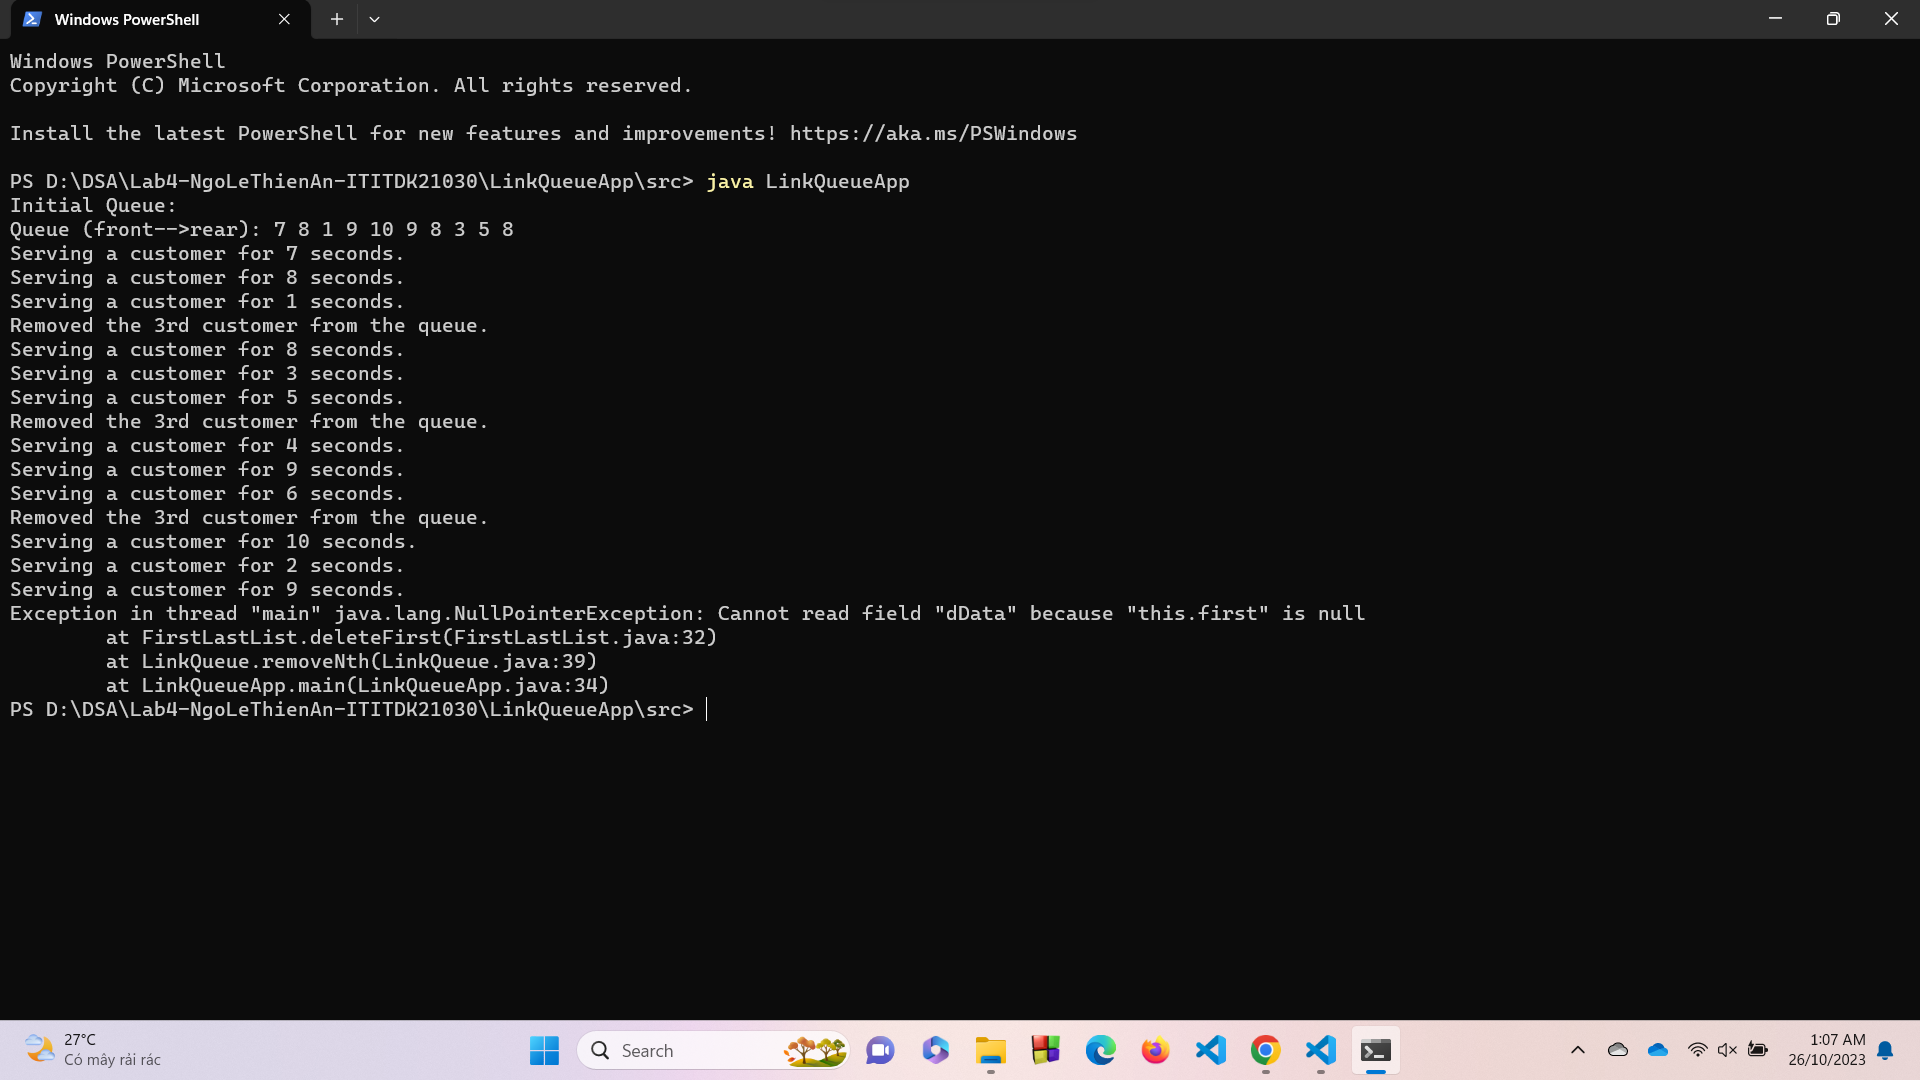 Windows PowerShell
Windows PowerShell
Copyright (C) Microsoft Corporation. All rights reserved.
Install the latest PowerShell for new features and improvements! https://aka.ms/PSWindows
PS D:\DSA\Lab4-NgoLeThienAn-ITITDK21030\LinkQueueApp\src> java LinkQueueApp
Initial Queue:
Queue (front-->rear): 7 8 1 9 10 9 8 3 5 8
Serving a customer for 7 seconds.
Serving a customer for 8 seconds.
Serving a customer for 1 seconds.
Removed the 3rd customer from the queue.
Serving a customer for 8 seconds.
Serving a customer for 3 seconds.
Serving a customer for 5 seconds.
Removed the 3rd customer from the queue.
Serving a customer for 4 seconds.
Serving a customer for 9 seconds.
Serving a customer for 6 seconds.
Removed the 3rd customer from the queue.
Serving a customer for 10 seconds.
Serving a customer for 2 seconds.
Serving a customer for 9 seconds.
Exception in thread "main" java.lang.NullPointerException: Cannot read field "dData" because "this.first" is null
at FirstLastList.deleteFirst(FirstLastList.java:32)
at LinkQueue.removeNth(LinkQueue.java:39)
at LinkQueueApp.main(LinkQueueApp.java:34)
PS D:\DSA\Lab4-NgoLeThienAn-ITITDK21030\LinkQueueApp\src>
27°C
Có mây rải rác
Search
1:07 AM
26/10/2023